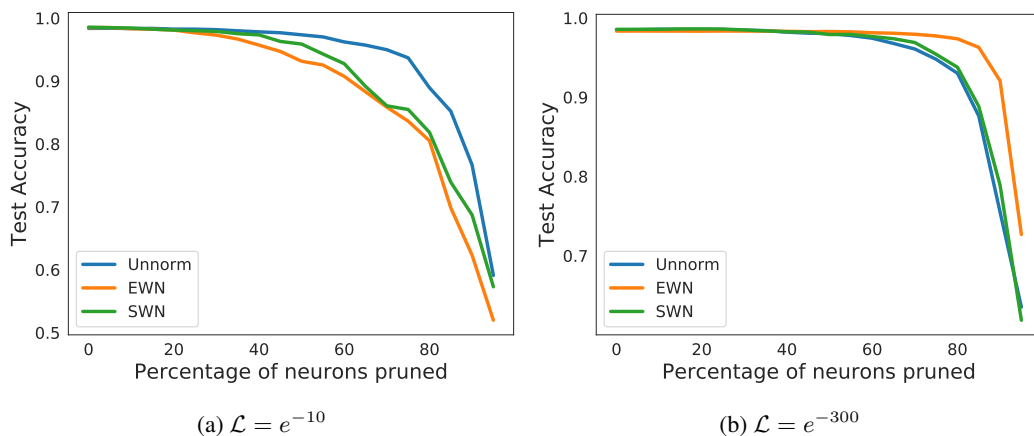 1.0
0.9
0.8
0.7
0.6
0.5
Test Accuracy
Unnorm
EWN
SWN
0 20 40 60 80
Percentage of neurons pruned
(a) ℒ = e⁻¹⁰
1.0
0.9
0.8
0.7
Test Accuracy
Unnorm
EWN
SWN
0 20 40 60 80
Percentage of neurons pruned
(b) ℒ = e⁻³⁰⁰